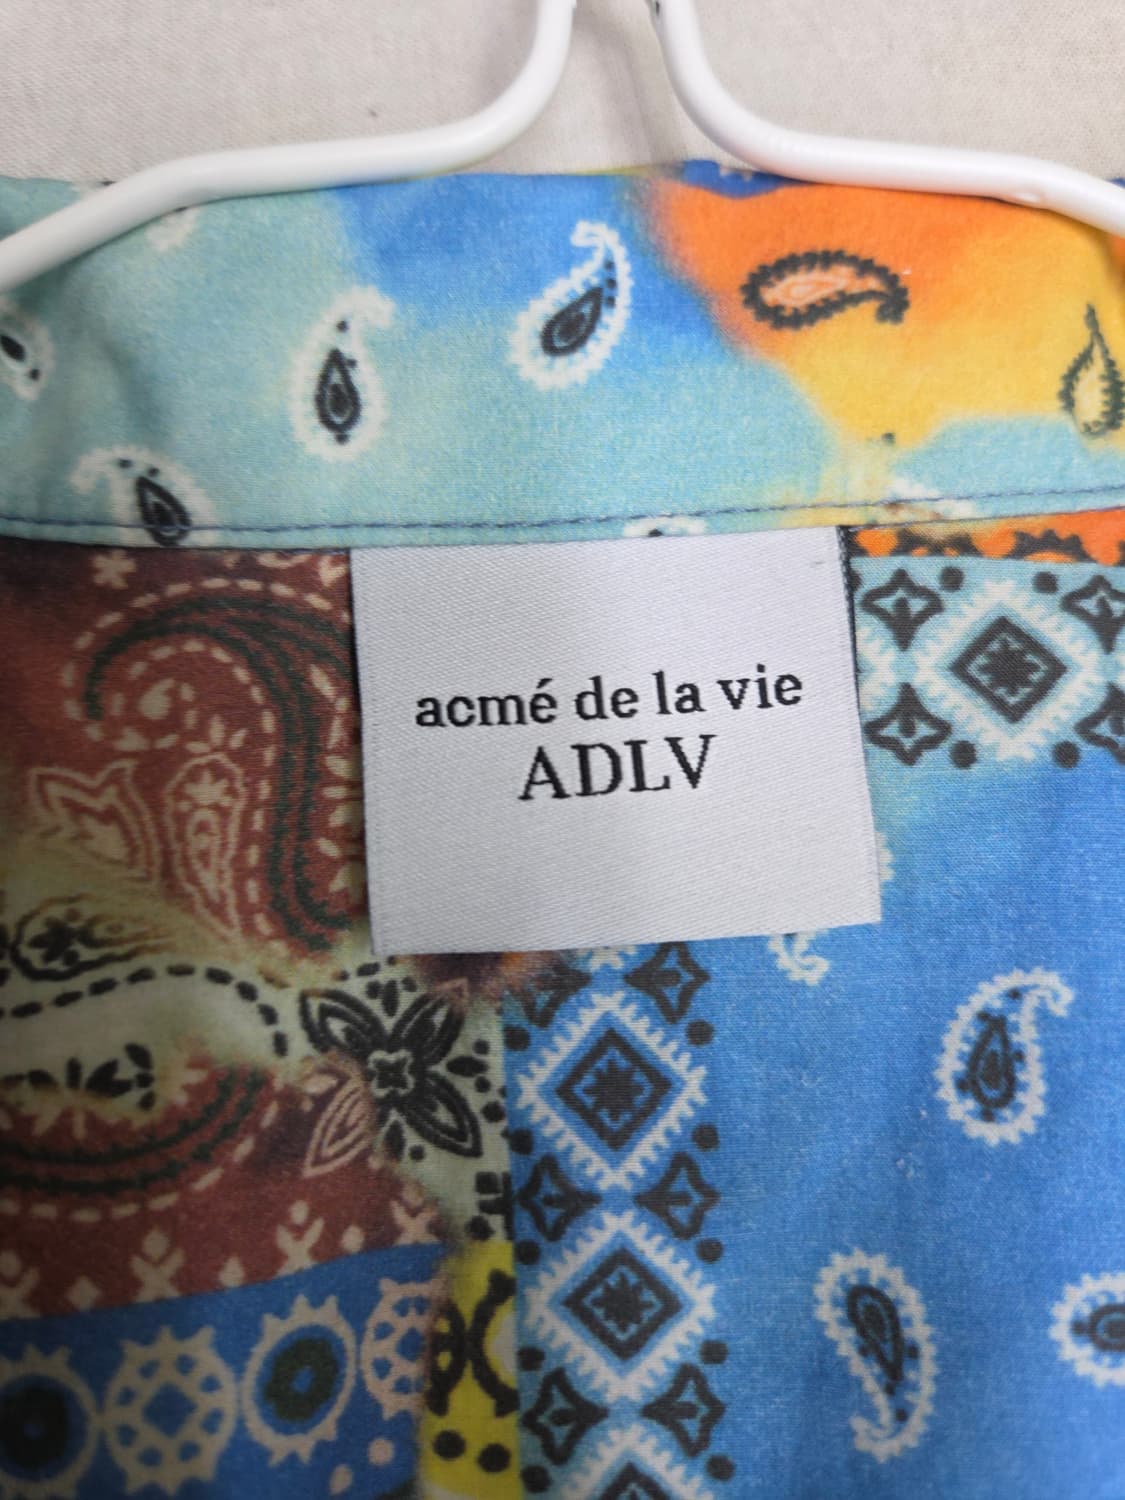 acmé de la vie
ADLV